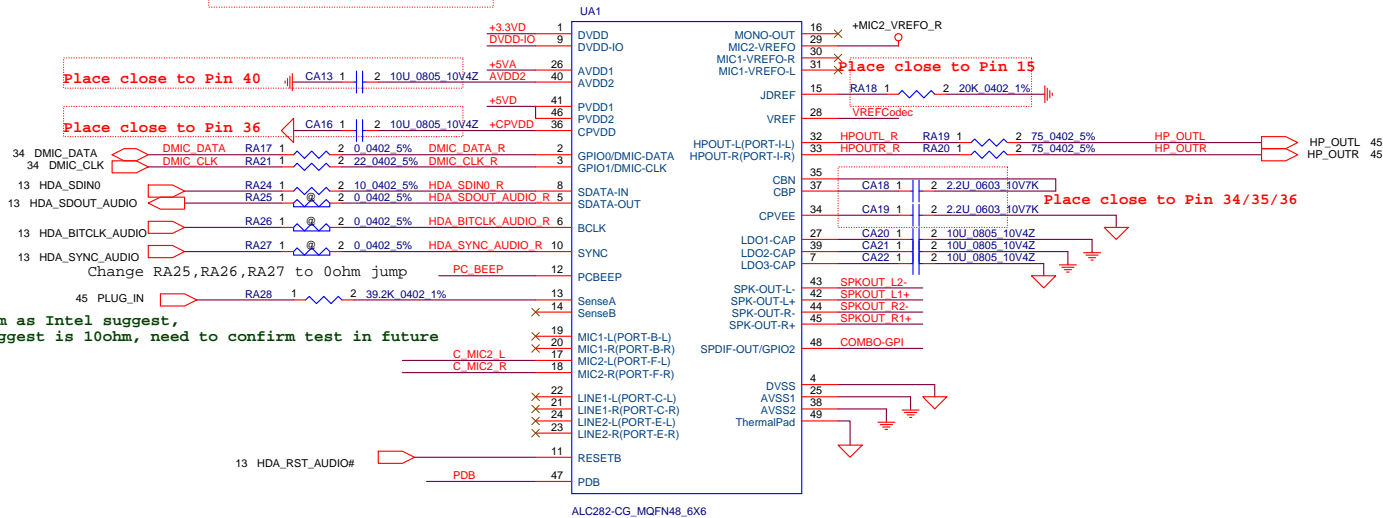 UA1
+3.3VD 1 DVDD
DVDD-IO 9 DVDD-IO
+5VA 26 AVDD1
Place close to Pin 40 CA13 1 2 10U_0805_10V4Z AVDD2 40 AVDD2
+5VD 41 PVDD1
46 PVDD2
Place close to Pin 36 CA16 1 2 10U_0805_10V4Z +CPVDD 36 CPVDD
34 DMIC_DATA DMIC_DATA RA17 1 2 0_0402_5% DMIC_DATA_R 2 GPIO0/DMIC-DATA
34 DMIC_CLK DMIC_CLK RA21 1 2 22_0402_5% DMIC_CLK_R 3 GPIO1/DMIC-CLK
13 HDA_SDIN0 RA24 1 2 10_0402_5% HDA_SDIN0_R 8 SDATA-IN
13 HDA_SDOUT_AUDIO RA25 1 @ 2 0_0402_5% HDA_SDOUT_AUDIO_R 5 SDATA-OUT
13 HDA_BITCLK_AUDIO RA26 1 @ 2 0_0402_5% HDA_BITCLK_AUDIO_R 6 BCLK
13 HDA_SYNC_AUDIO RA27 1 @ 2 0_0402_5% HDA_SYNC_AUDIO_R 10 SYNC
Change RA25,RA26,RA27 to 0ohm jump
PC_BEEP 12 PCBEEP
45 PLUG_IN RA28 1 2 39.2K_0402_1% 13 SenseA
14 SenseB
m as Intel suggest,
ggest is 10ohm, need to confirm test in future
19 MIC1-L(PORT-B-L)
20 MIC1-R(PORT-B-R)
C_MIC2_L 17 MIC2-L(PORT-F-L)
C_MIC2_R 18 MIC2-R(PORT-F-R)
22 LINE1-L(PORT-C-L)
21 LINE1-R(PORT-C-R)
24 LINE2-L(PORT-E-L)
23 LINE2-R(PORT-E-R)
13 HDA_RST_AUDIO# 11 RESETB
PDB 47 PDB
MONO-OUT 16
MIC2-VREFO 29 +MIC2_VREFO_R
MIC1-VREFO-R 30
MIC1-VREFO-L 31
Place close to Pin 15
JDREF 15 RA18 1 2 20K_0402_1%
VREF 28 VREFCodec
HPOUT-L(PORT-I-L) 32 HPOUTL_R RA19 1 2 75_0402_5% HP_OUTL HP_OUTL 45
HPOUT-R(PORT-I-R) 33 HPOUTR_R RA20 1 2 75_0402_5% HP_OUTR HP_OUTR 45
CBN 35
CBP 37 CA18 1 2 2.2U_0603_10V7K
Place close to Pin 34/35/36
CPVEE 34 CA19 1 2 2.2U_0603_10V7K
LDO1-CAP 27 CA20 1 2 10U_0805_10V4Z
LDO2-CAP 39 CA21 1 2 10U_0805_10V4Z
LDO3-CAP 7 CA22 1 2 10U_0805_10V4Z
SPK-OUT-L- 43 SPKOUT_L2-
SPK-OUT-L+ 42 SPKOUT_L1+
SPK-OUT-R- 44 SPKOUT_R2-
SPK-OUT-R+ 45 SPKOUT_R1+
SPDIF-OUT/GPIO2 48 COMBO-GPI
DVSS 4
AVSS1 25
AVSS2 38
ThermalPad 49
ALC282-CG_MQFN48_6X6